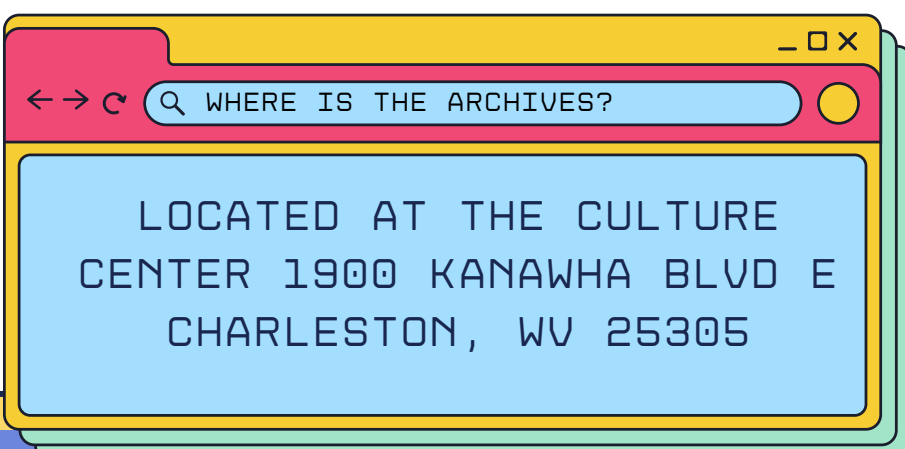 WHERE IS THE ARCHIVES?
LOCATED AT THE CULTURE
CENTER 1900 KANAWHA BLVD E
CHARLESTON, WV 25305